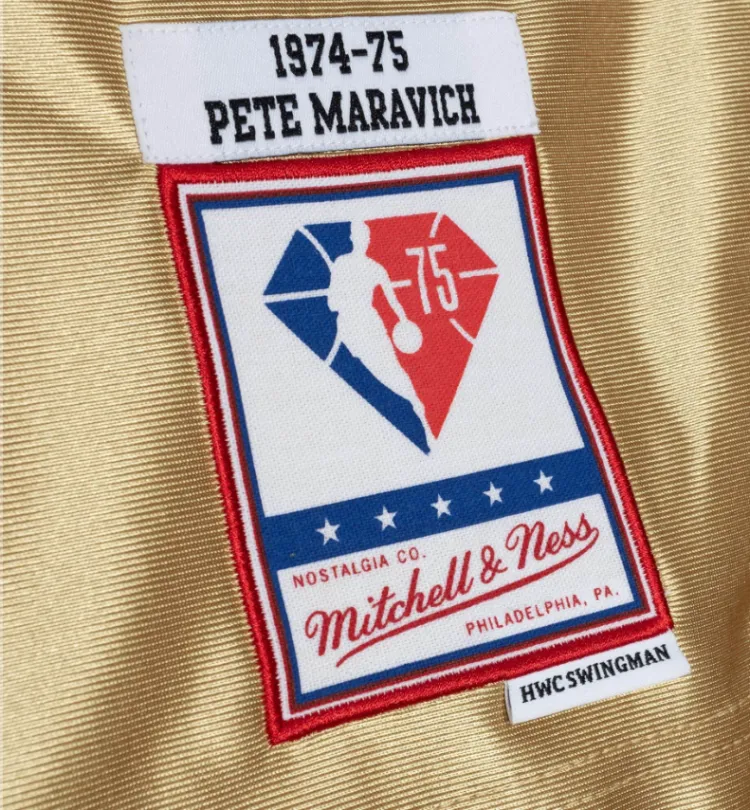 1974-75
PETE MARAVICH
75
NOSTALGIA CO.
Mitchell & Ness
PHILADELPHIA, PA.
HWC SWINGMAN